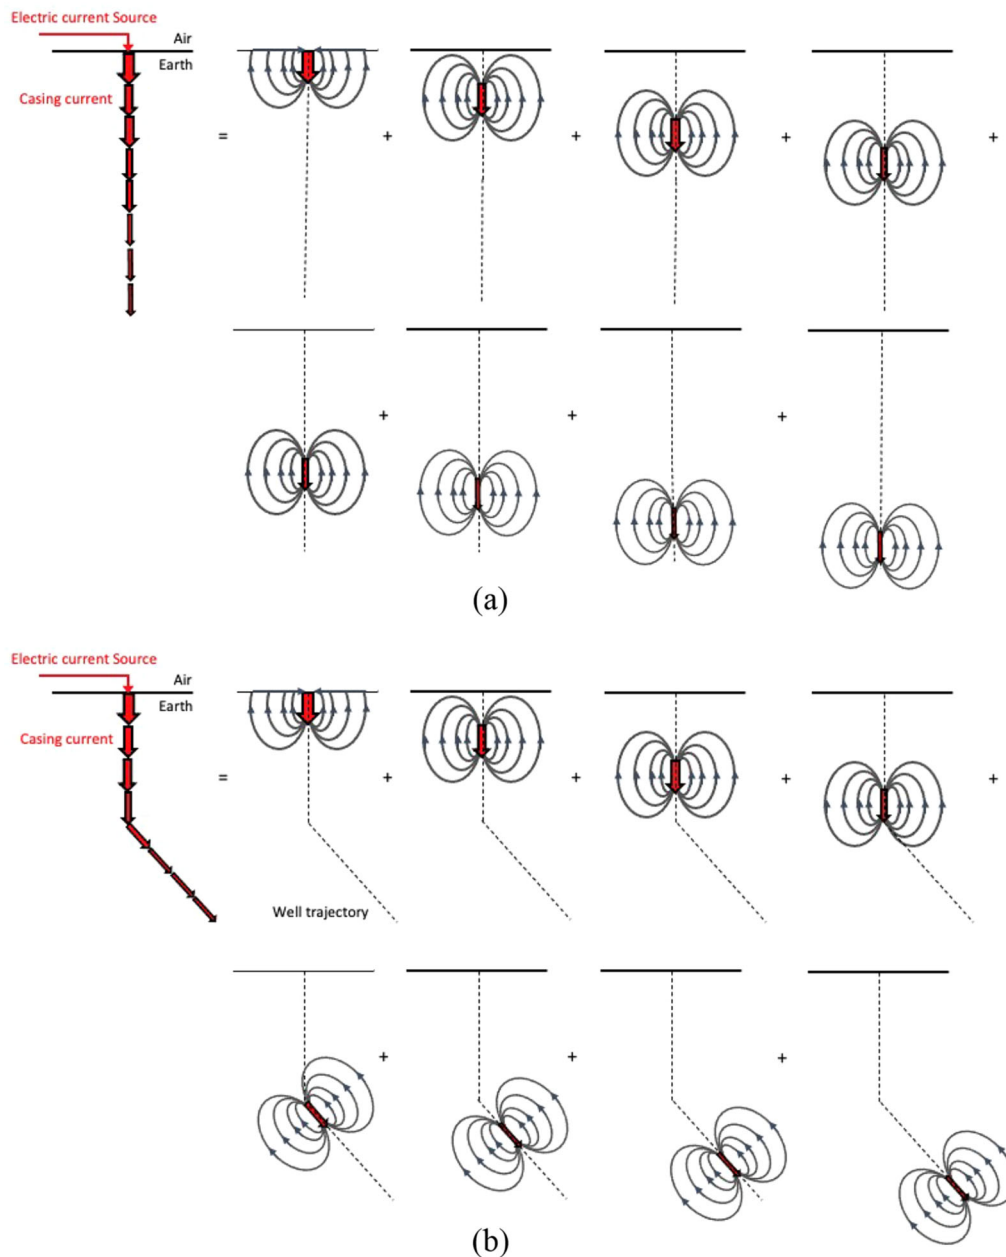 Electric current Source
Air
Earth
Casing current
=
+
+
+
+
+
+
+
(a)
Electric current Source
Air
Earth
Casing current
=
+
+
+
+
Well trajectory
+
+
+
(b)